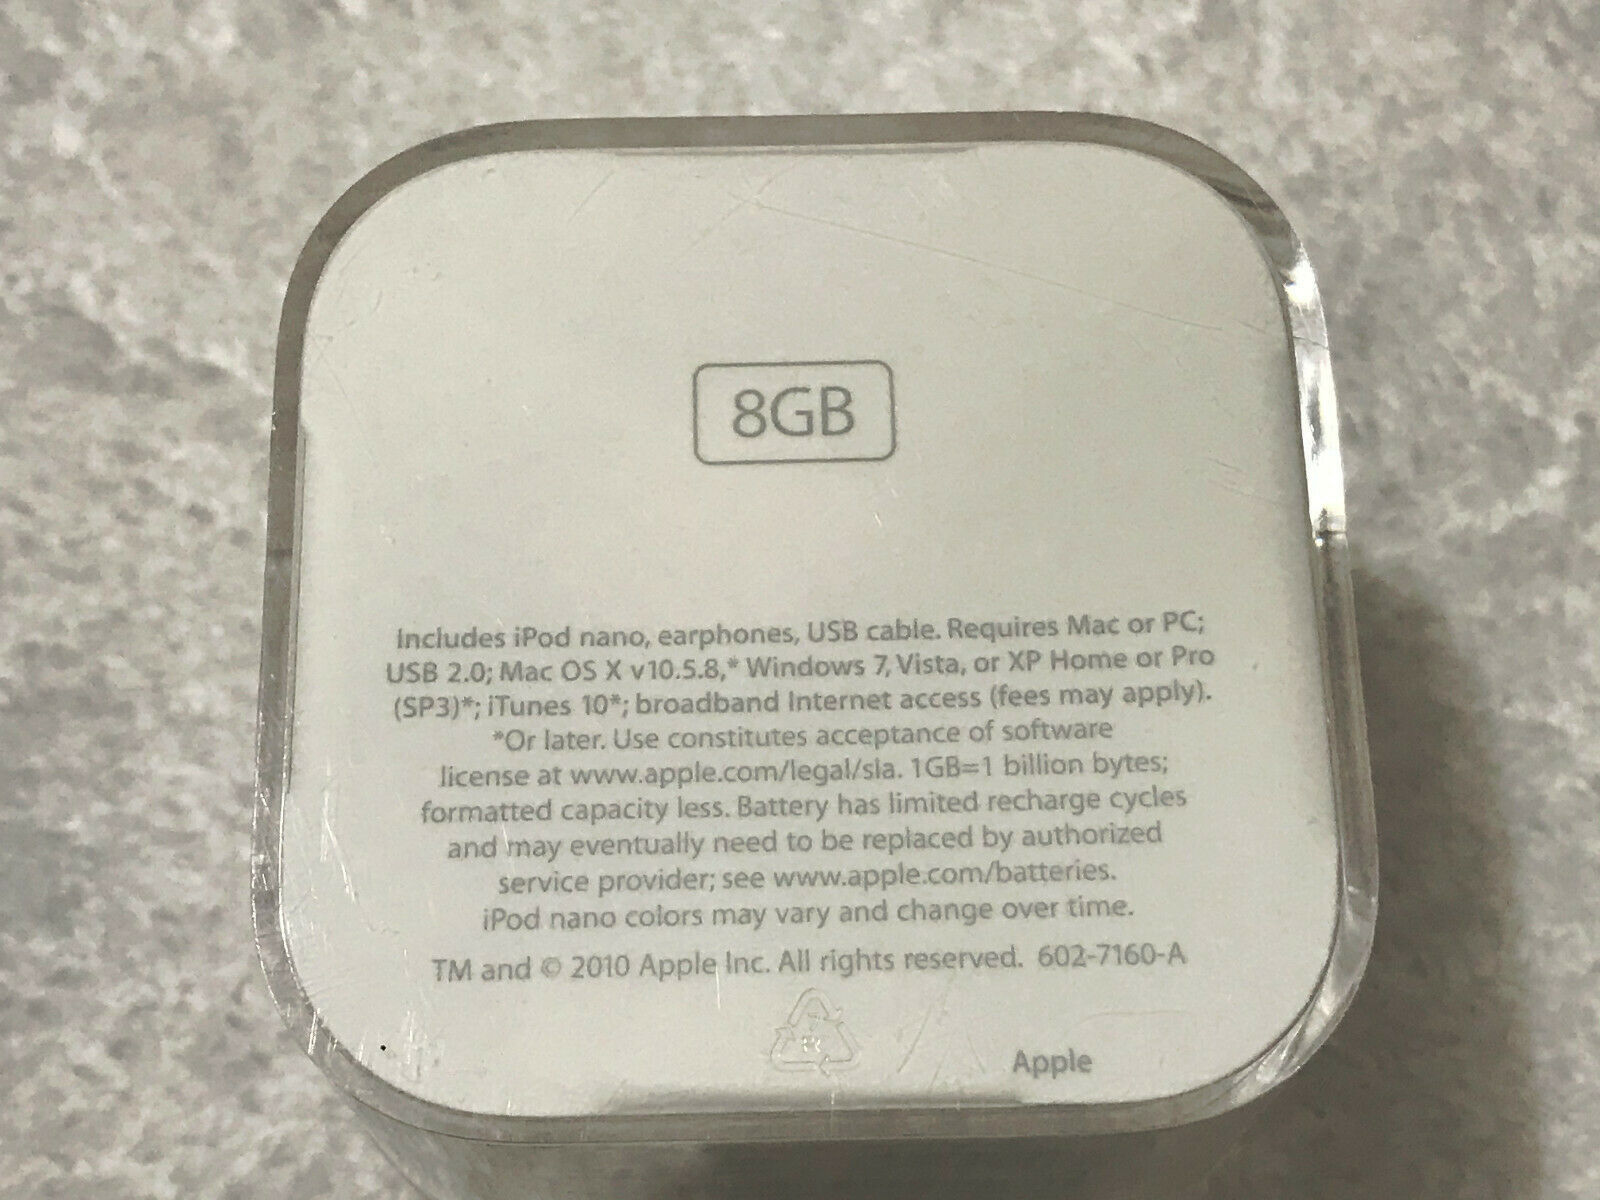 8GB
Includes iPod nano, earphones, USB cable. Requires Mac or PC;
USB 2.0; Mac OS X v10.5.8,* Windows 7, Vista, or XP Home or Pro
(SP3)*; iTunes 10*; broadband Internet access (fees may apply).
*Or later. Use constitutes acceptance of software
license at www.apple.com/legal/sla. 1GB=1 billion bytes;
formatted capacity less. Battery has limited recharge cycles
and may eventually need to be replaced by authorized
service provider; see www.apple.com/batteries.
iPod nano colors may vary and change over time.
TM and © 2010 Apple Inc. All rights reserved. 602-7160-A
Apple